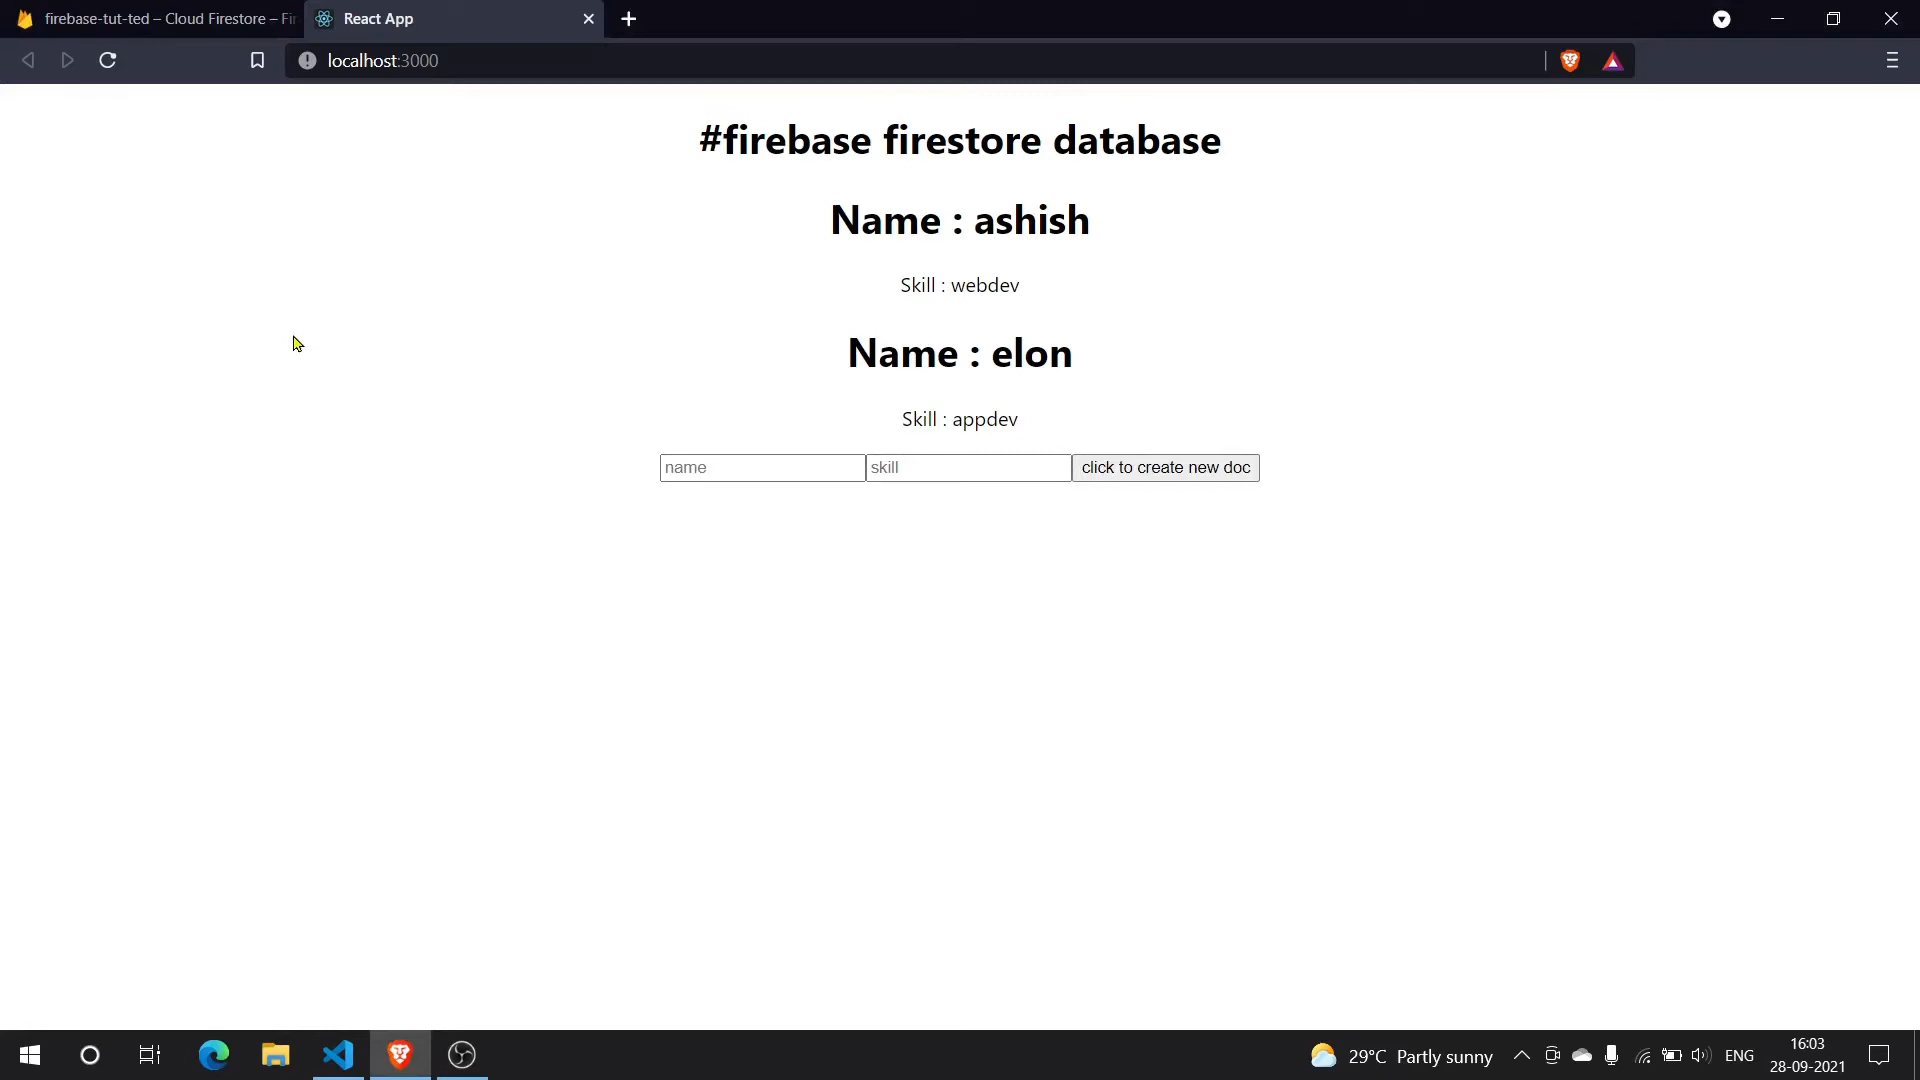 firebase-tut-ted – Cloud Firestore – Fir
React App
localhost:3000
#firebase firestore database
Name : ashish
Skill : webdev
Name : elon
Skill : appdev
name
skill
click to create new doc
29°C Partly sunny
ENG
16:03
28-09-2021